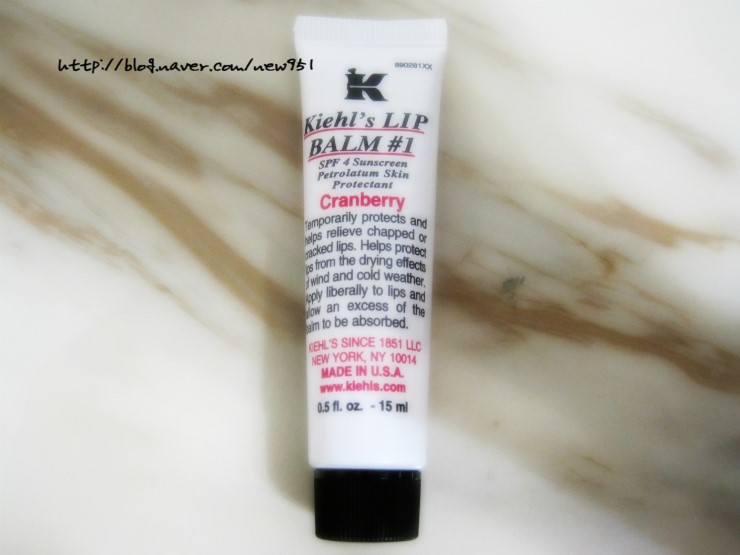 http://blog.naver.com/new951
890281XX
K
Kiehl's LIP
BALM #1
SPF 4 Sunscreen
Petrolatum Skin
Protectant
Cranberry
Temporarily protects and
helps relieve chapped or
cracked lips. Helps protect
lips from the drying effects
of wind and cold weather.
Apply liberally to lips and
allow an excess of the
balm to be absorbed.
KIEHL'S SINCE 1851 LLC
NEW YORK, NY 10014
MADE IN U.S.A.
www.kiehls.com
0.5 fl. oz. - 15 ml